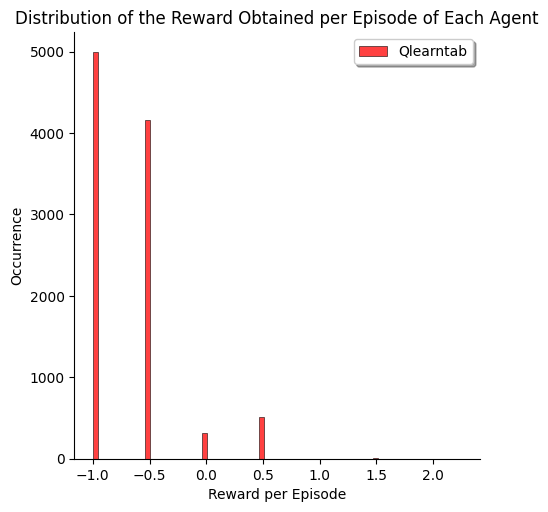 Distribution of the Reward Obtained per Episode of Each Agent
Qlearntab
5000
4000
3000
2000
1000
0
Occurrence
−1.0 −0.5 0.0 0.5 1.0 1.5 2.0
Reward per Episode